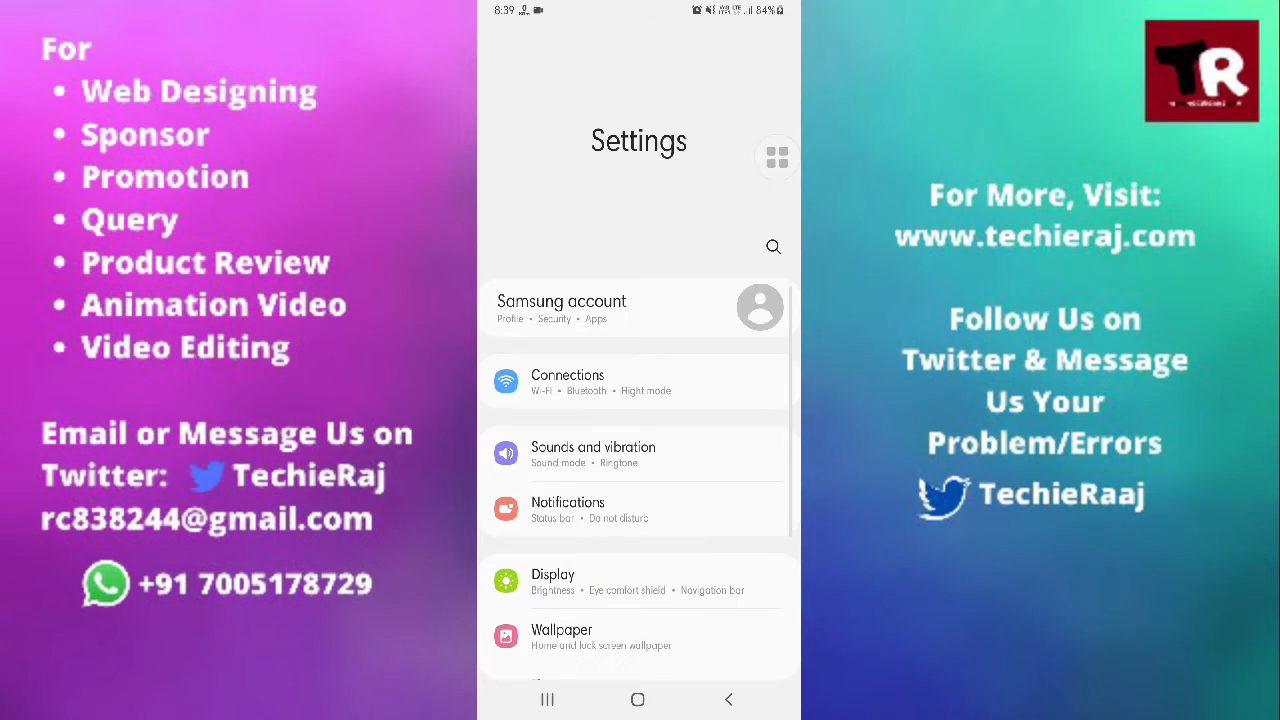 For
• Web Designing
• Sponsor
• Promotion
• Query
• Product Review
• Animation Video
• Video Editing
Email or Message Us on
Twitter: TechieRaj
rc838244@gmail.com
+91 7005178729
8:39
84%
Settings
Samsung account
Profile • Security • Apps
Connections
Wi-Fi • Bluetooth • Flight mode
Sounds and vibration
Sound mode • Ringtone
Notifications
Status bar • Do not disturb
Display
Brightness • Eye comfort shield • Navigation bar
Wallpaper
Home and lock screen wallpaper
TR
For More, Visit:
www.techieraj.com
Follow Us on
Twitter & Message
Us Your
Problem/Errors
TechieRaaj